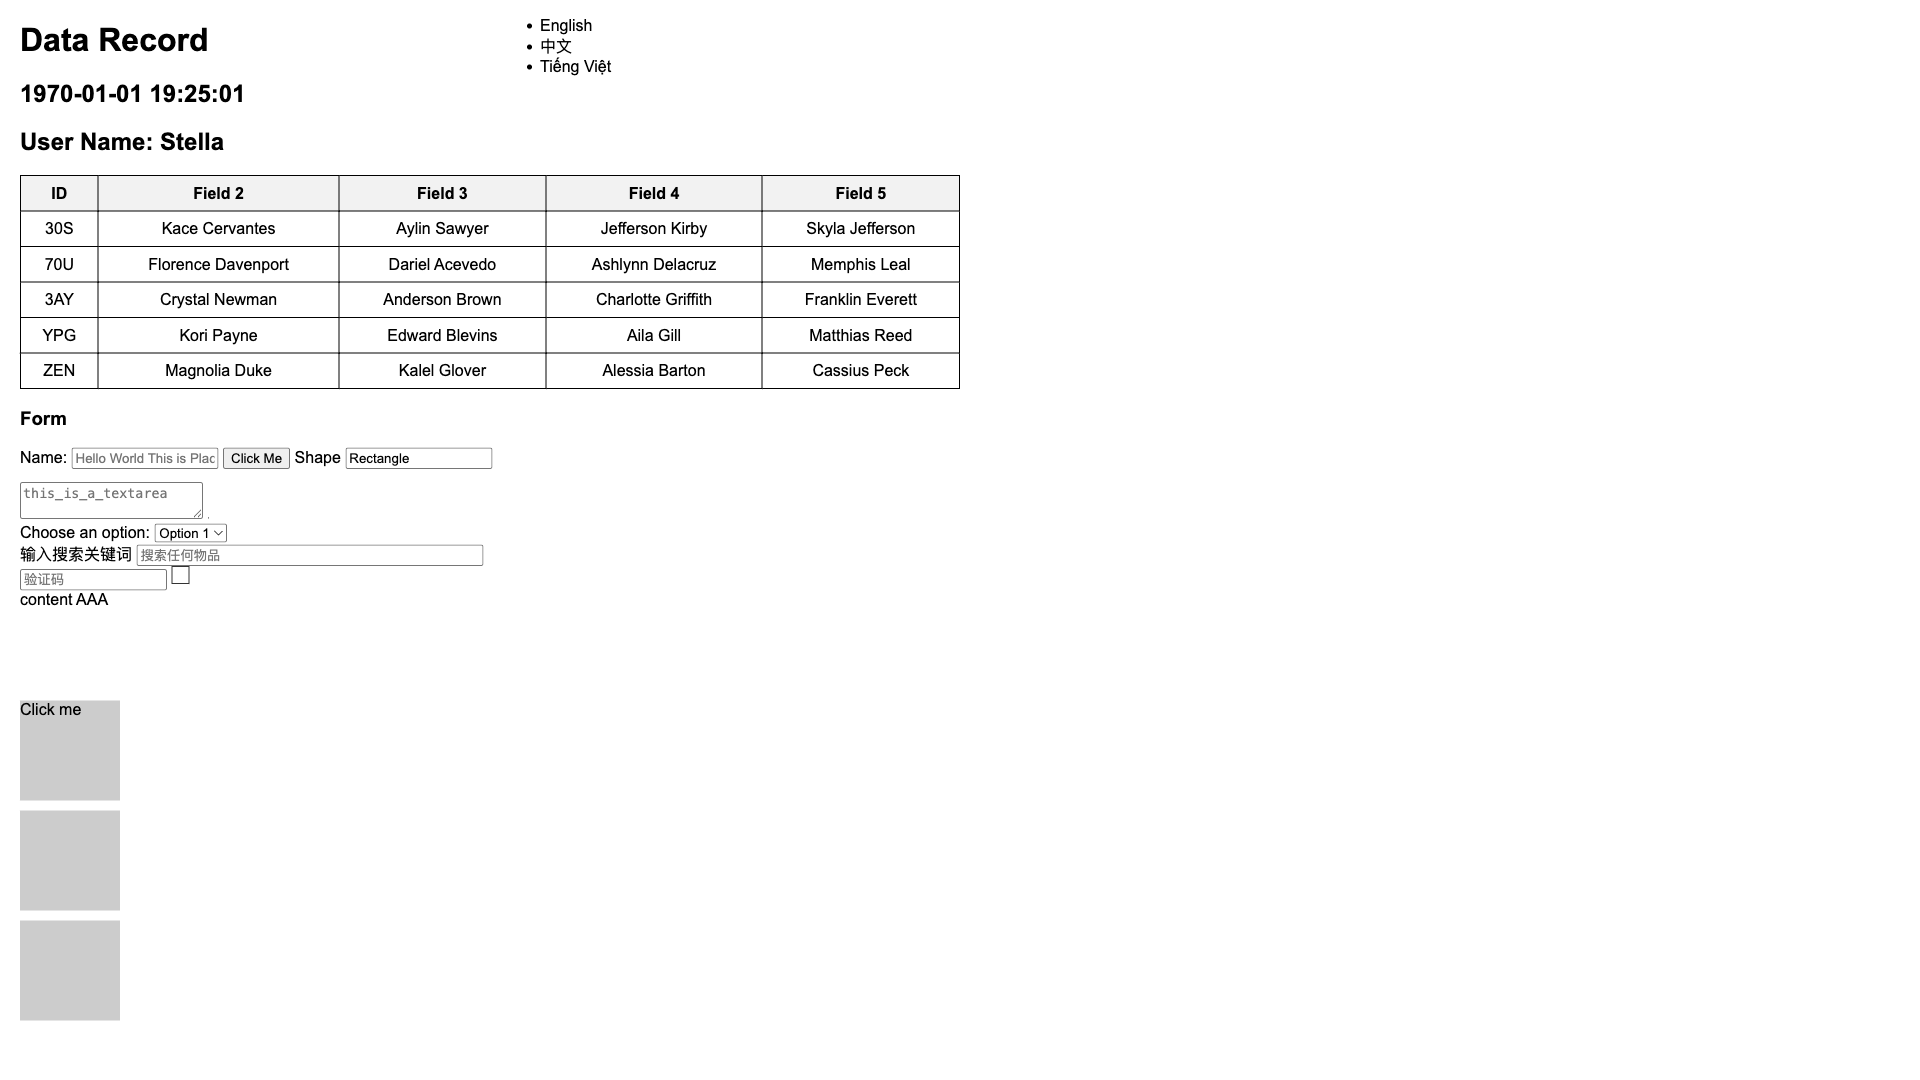 Data Record
English
中文
Tiếng Việt
1970-01-01 19:25:01
User Name: Stella
ID Field 2 Field 3 Field 4 Field 5
30S Kace Cervantes Aylin Sawyer Jefferson Kirby Skyla Jefferson
70U Florence Davenport Dariel Acevedo Ashlynn Delacruz Memphis Leal
3AY Crystal Newman Anderson Brown Charlotte Griffith Franklin Everett
YPG Kori Payne Edward Blevins Aila Gill Matthias Reed
ZEN Magnolia Duke Kalel Glover Alessia Barton Cassius Peck
Form
Name: Hello World This is Plac Click Me Shape Rectangle
this_is_a_textarea
Choose an option: Option 1
输入搜索关键词 搜索任何物品
验证码
content AAA
Click me